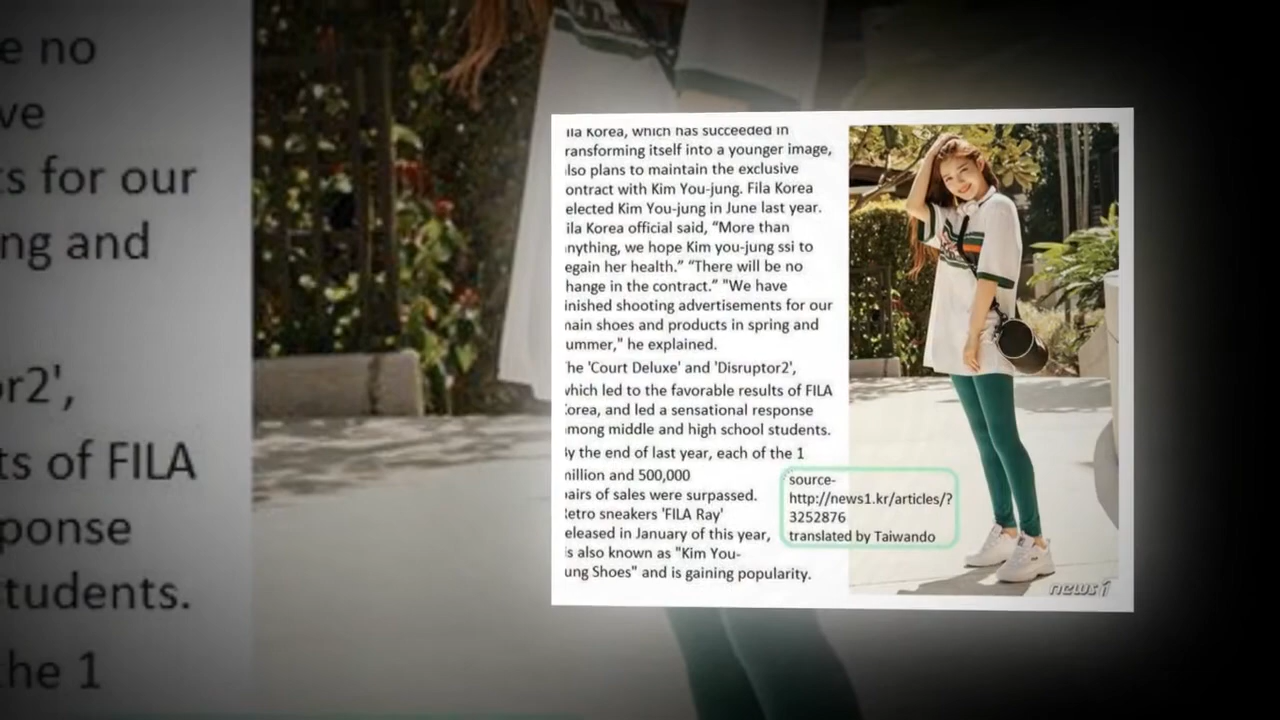 e no
ve
ts for our
ng and
or2',
ts of FILA
ponse
tudents.
he 1
ila Korea, which has succeeded in
ransforming itself into a younger image,
lso plans to maintain the exclusive
ontract with Kim You-jung. Fila Korea
elected Kim You-jung in June last year.
ila Korea official said, “More than
nything, we hope Kim you-jung ssi to
egain her health.” “There will be no
hange in the contract.” "We have
inished shooting advertisements for our
main shoes and products in spring and
ummer," he explained.
he 'Court Deluxe' and 'Disruptor2',
which led to the favorable results of FILA
Korea, and led a sensational response
among middle and high school students.
y the end of last year, each of the 1
million and 500,000
pairs of sales were surpassed.
Retro sneakers 'FILA Ray'
eleased in January of this year,
is also known as "Kim You-
ung Shoes" and is gaining popularity.
source-
http://news1.kr/articles/?
3252876
translated by Taiwando
news1